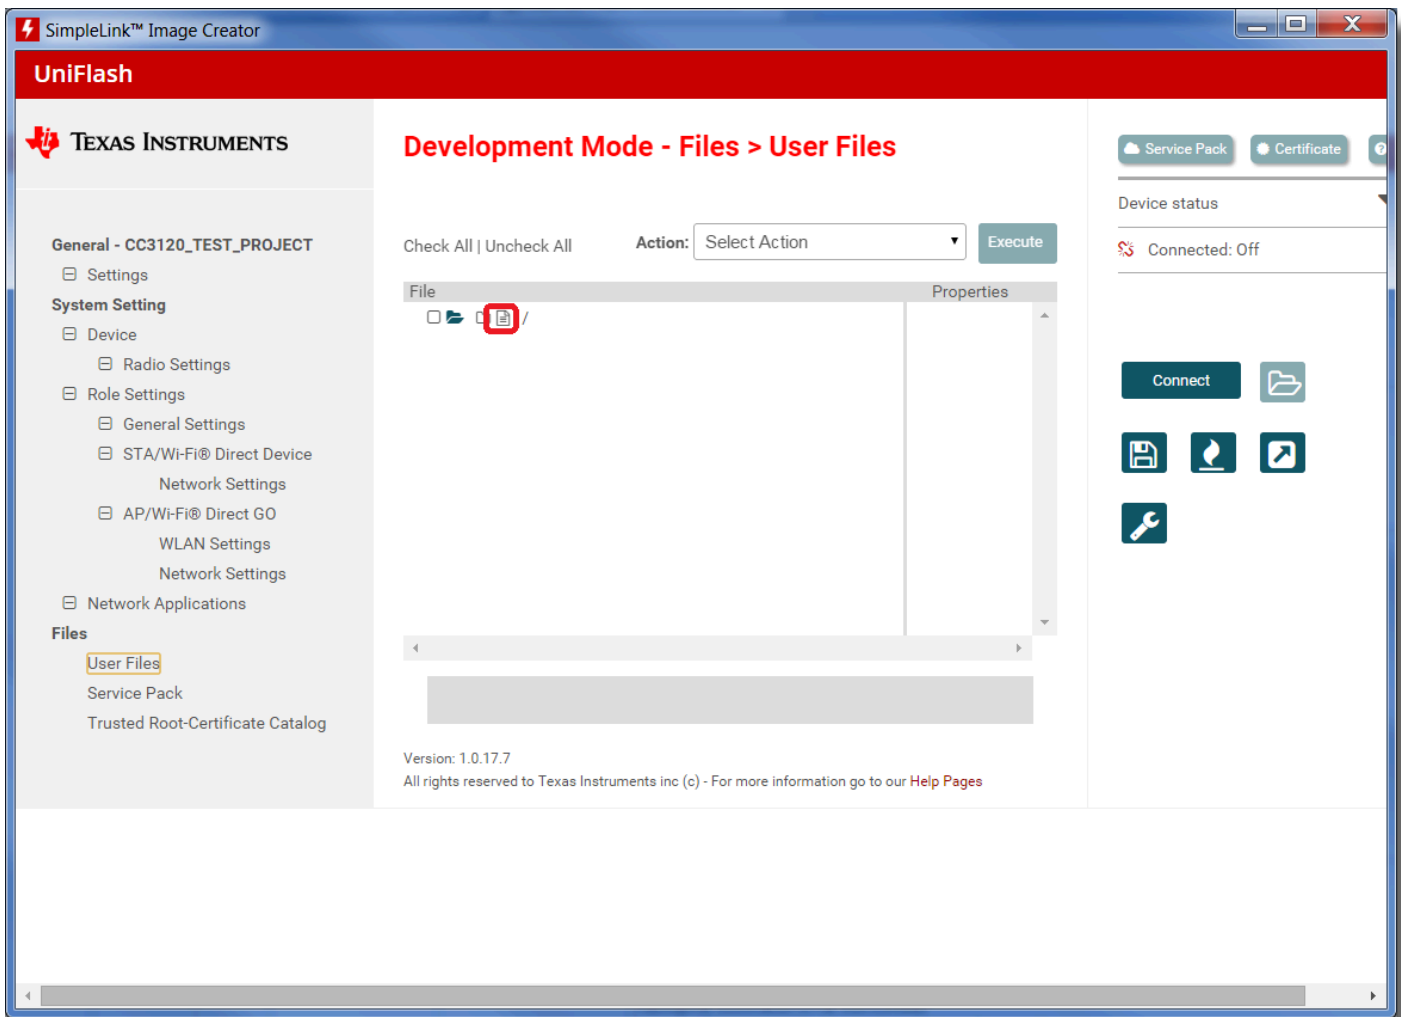 SimpleLink™ Image Creator
X
UniFlash
TEXAS INSTRUMENTS
General - CC3120_TEST_PROJECT
Settings
System Setting
Device
Radio Settings
Role Settings
General Settings
STA/Wi-Fi® Direct Device
Network Settings
AP/Wi-Fi® Direct GO
WLAN Settings
Network Settings
Network Applications
Files
User Files
Service Pack
Trusted Root-Certificate Catalog
Development Mode - Files > User Files
Check All | Uncheck All
Action: Select Action
Execute
File
Properties
/
Version: 1.0.17.7
All rights reserved to Texas Instruments inc (c) - For more information go to our Help Pages
Service Pack
Certificate
?
Device status
Connected: Off
Connect